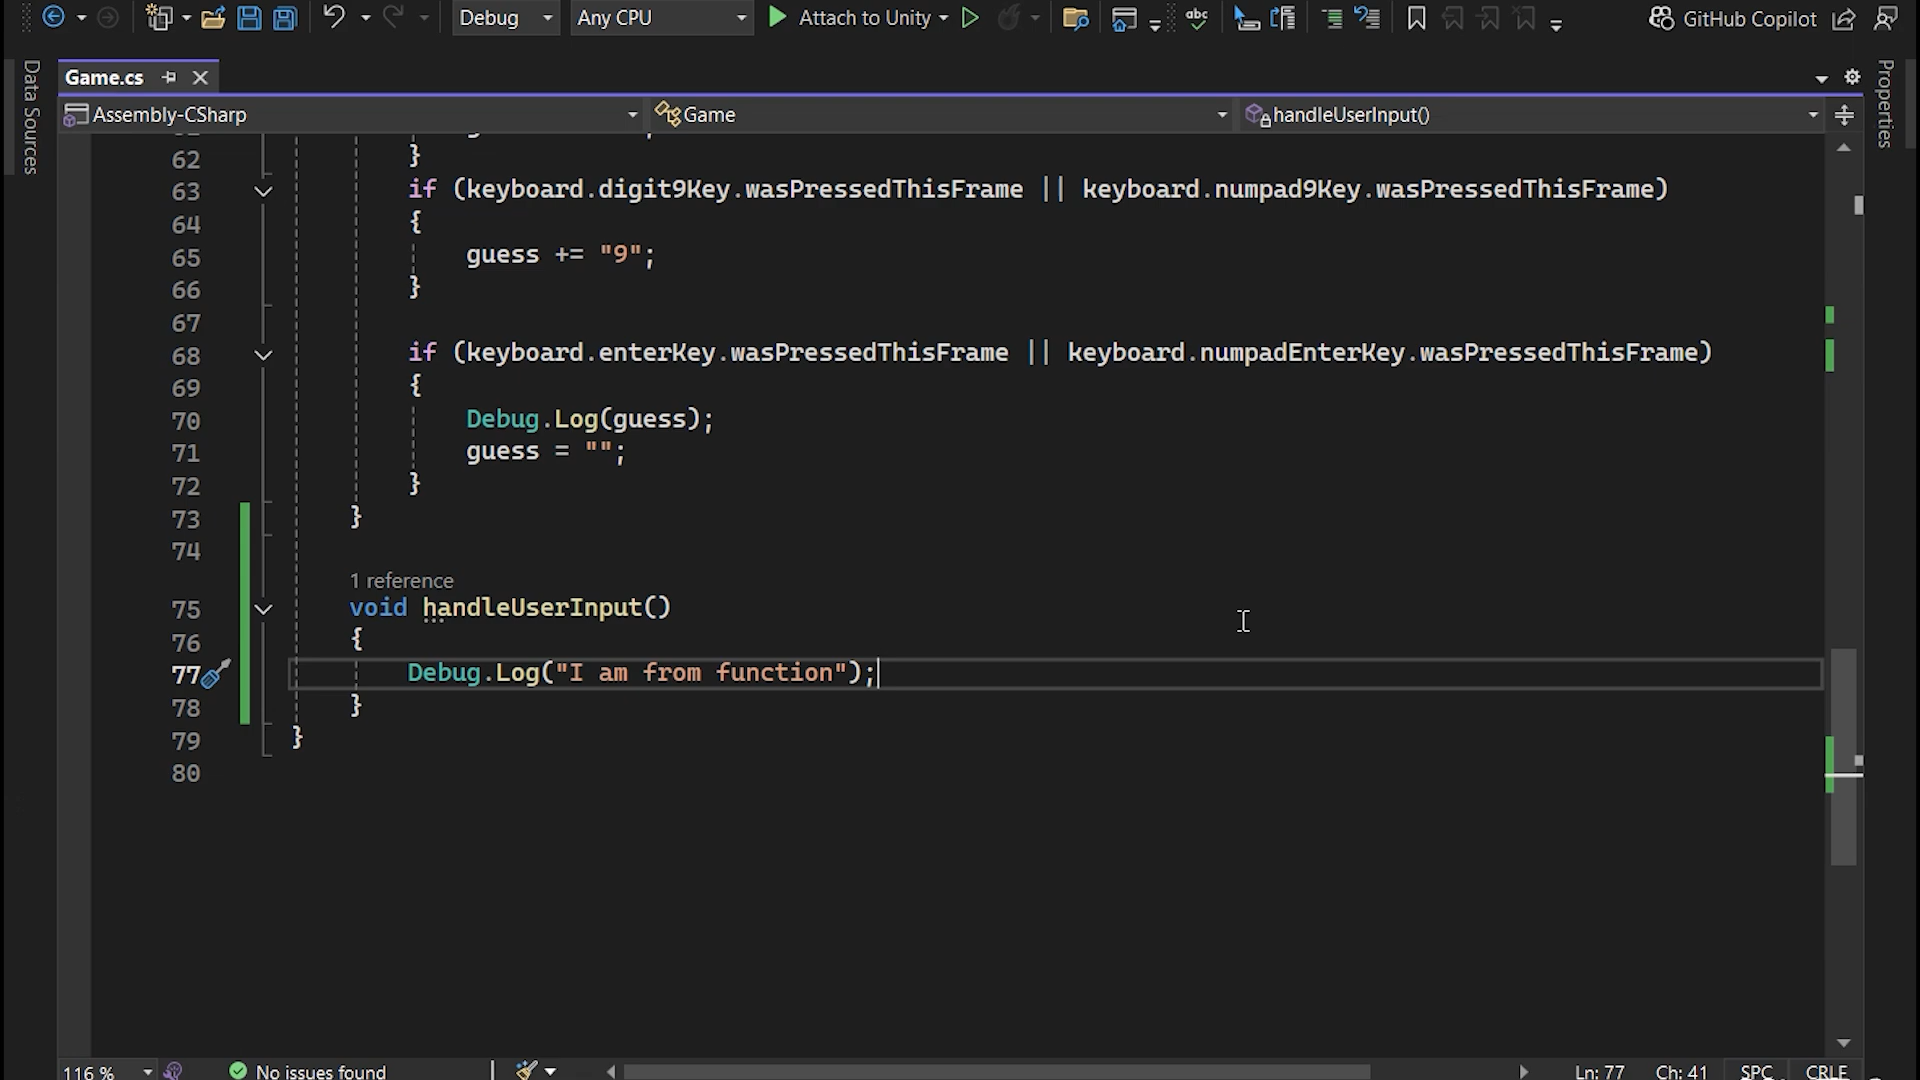 Debug Any CPU Attach to Unity abc GitHub Copilot
Data Sources
Game.cs
Properties
Assembly-CSharp Game handleUserInput()
62 }
63 if (keyboard.digit9Key.wasPressedThisFrame || keyboard.numpad9Key.wasPressedThisFrame)
64 {
65 guess += "9";
66 }
67
68 if (keyboard.enterKey.wasPressedThisFrame || keyboard.numpadEnterKey.wasPressedThisFrame)
69 {
70 Debug.Log(guess);
71 guess = "";
72 }
73 }
74
1 reference
75 void handleUserInput()
76 {
77 Debug.Log("I am from function");
78 }
79 }
80
116 % No issues found Ln: 77 Ch: 41 SPC CRLF